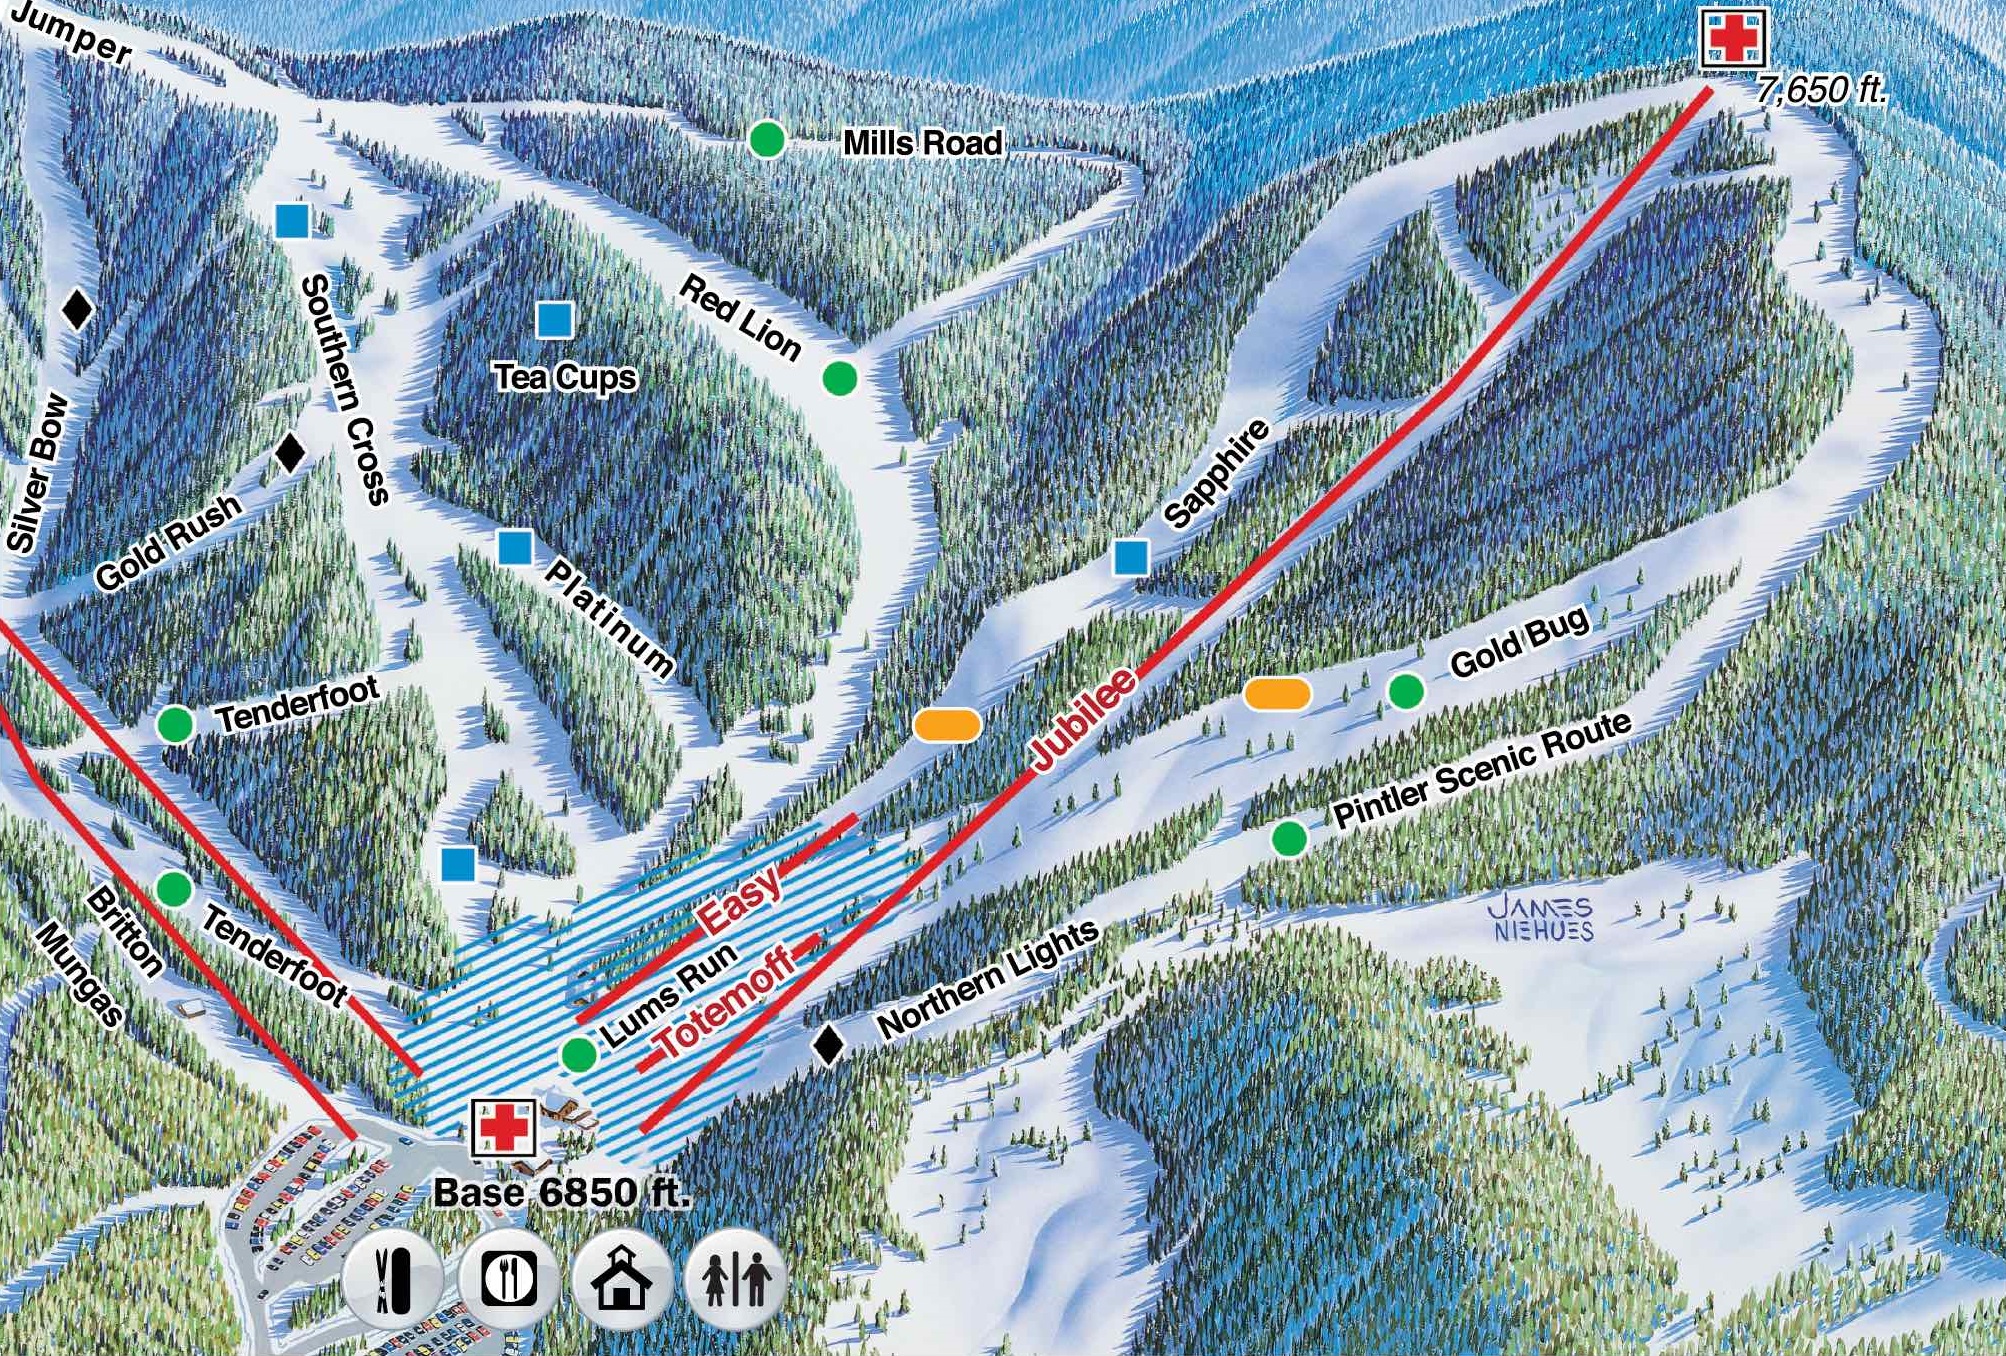 Jumper
7,650 ft.
Mills Road
Red Lion
Southern Cross
Tea Cups
Silver Bow
Gold Rush
Sapphire
Platinum
Gold Bug
Tenderfoot
Jubilee
Pintler Scenic Route
Easy
Britton
Mungas
Tenderfoot
Lums Run
Totemoff
Northern Lights
JAMES
NIEHUES
Base 6850 ft.